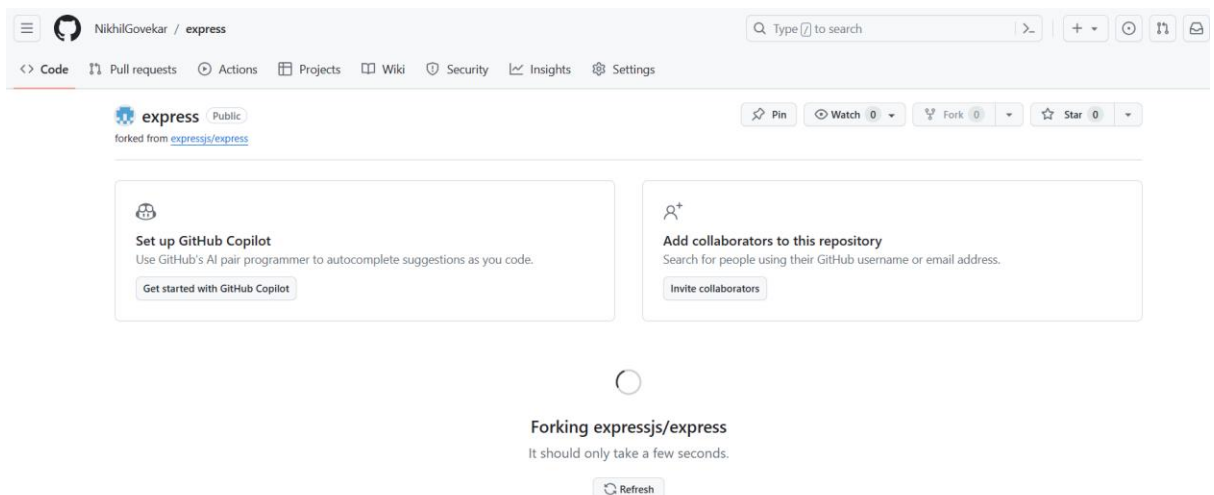 NikhilGovekar / express
Type / to search
<> Code Pull requests Actions Projects Wiki Security Insights Settings
express Public
Pin Watch 0 Fork 0 Star 0
forked from expressjs/express
Set up GitHub Copilot
Use GitHub's AI pair programmer to autocomplete suggestions as you code.
Get started with GitHub Copilot
Add collaborators to this repository
Search for people using their GitHub username or email address.
Invite collaborators
Forking expressjs/express
It should only take a few seconds.
Refresh